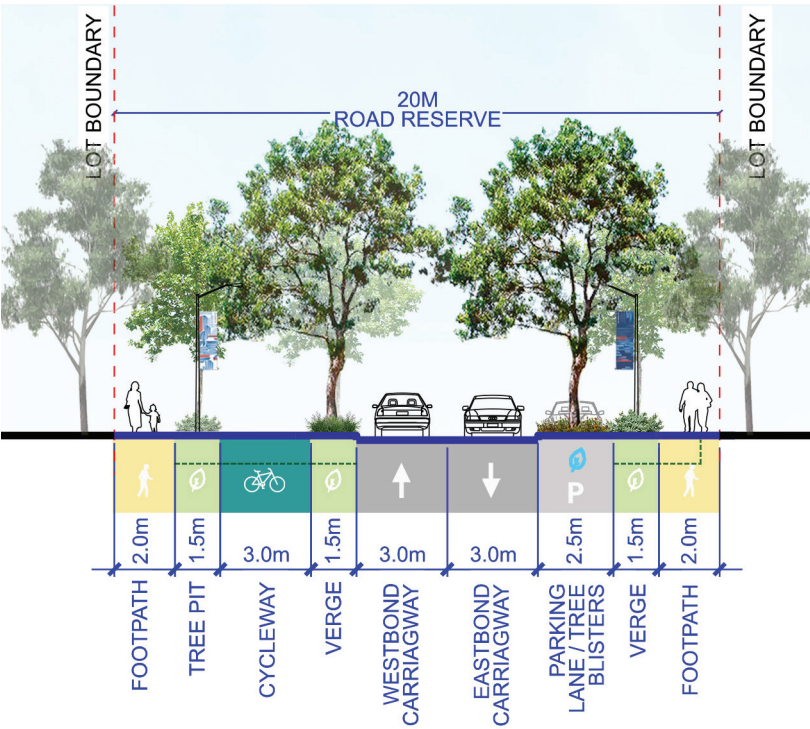 LOT BOUNDARY
20M
ROAD RESERVE
LOT BOUNDARY
P
2.0m
1.5m
3.0m
1.5m
3.0m
3.0m
2.5m
1.5m
2.0m
FOOTPATH
TREE PIT
CYCLEWAY
VERGE
WESTBOND
CARRIAGWAY
EASTBOND
CARRIAGWAY
PARKING
LANE / TREE
BLISTERS
VERGE
FOOTPATH